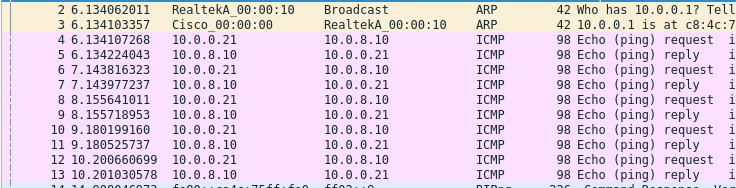 2 6.134062011 RealtekA_00:00:10 Broadcast ARP 42 Who has 10.0.0.1? Tell
3 6.134103357 Cisco_00:00:00 RealtekA_00:00:10 ARP 42 10.0.0.1 is at c8:4c:7
4 6.134107268 10.0.0.21 10.0.8.10 ICMP 98 Echo (ping) request i
5 6.134224043 10.0.8.10 10.0.0.21 ICMP 98 Echo (ping) reply i
6 7.143816323 10.0.0.21 10.0.8.10 ICMP 98 Echo (ping) request i
7 7.143977237 10.0.8.10 10.0.0.21 ICMP 98 Echo (ping) reply i
8 8.155641011 10.0.0.21 10.0.8.10 ICMP 98 Echo (ping) request i
9 8.155718953 10.0.8.10 10.0.0.21 ICMP 98 Echo (ping) reply i
10 9.180199160 10.0.0.21 10.0.8.10 ICMP 98 Echo (ping) request i
11 9.180525737 10.0.8.10 10.0.0.21 ICMP 98 Echo (ping) reply i
12 10.200660699 10.0.0.21 10.0.8.10 ICMP 98 Echo (ping) request i
13 10.201030578 10.0.8.10 10.0.0.21 ICMP 98 Echo (ping) reply i